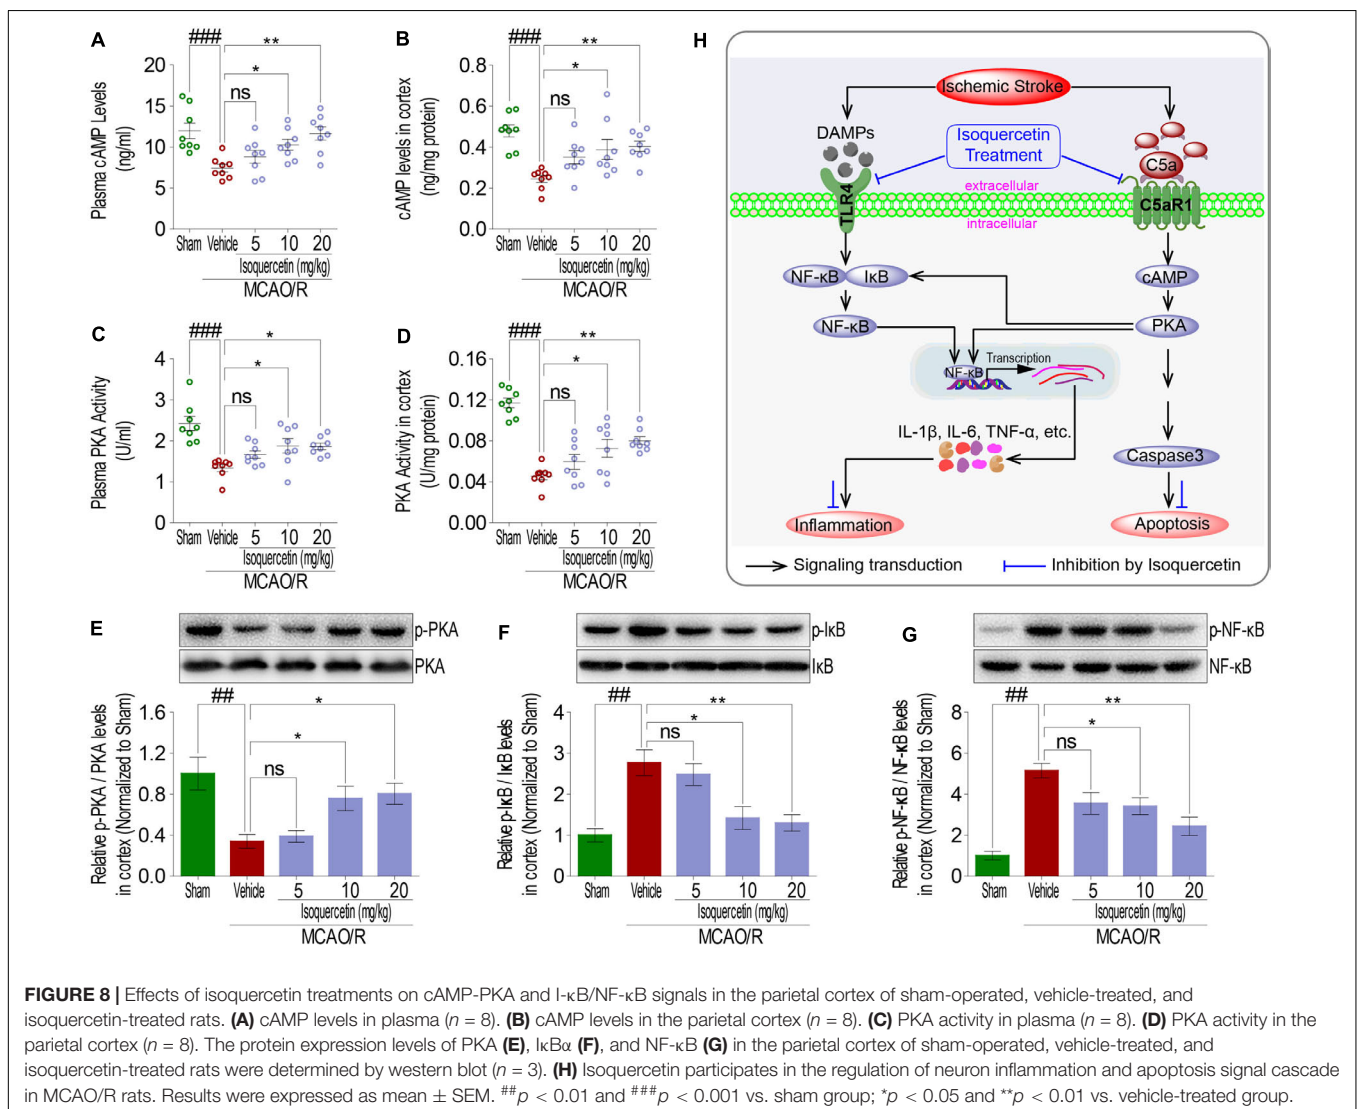 A
###
**
*
ns
Plasma cAMP Levels
(ng/ml)
20
15
10
5
0
Sham Vehicle 5 10 20
Isoquercetin (mg/kg)
MCAO/R
B
###
**
*
ns
cAMP levels in cortex
(ng/mg protein)
0.8
0.6
0.4
0.2
0.0
Sham Vehicle 5 10 20
Isoquercetin (mg/kg)
MCAO/R
C
###
*
*
ns
Plasma PKA Activity
(U/ml)
4
3
2
1
0
Sham Vehicle 5 10 20
Isoquercetin (mg/kg)
MCAO/R
D
###
**
*
ns
PKA Activity in cortex
(U/mg protein)
0.16
0.12
0.08
0.04
0.00
Sham Vehicle 5 10 20
Isoquercetin (mg/kg)
MCAO/R
H
Ischemic Stroke
DAMPs
Isoquercetin
Treatment
C5a
TLR4
extracellular
intracellular
C5aR1
NF-κB IκB
cAMP
NF-κB
PKA
NF-κB
Transcription
IL-1β, IL-6, TNF-α, etc.
Caspase3
Inflammation
Apoptosis
Signaling transduction
Inhibition by Isoquercetin
E
p-PKA
PKA
##
*
*
ns
Relative p-PKA / PKA levels
in cortex (Normalized to Sham)
1.6
1.2
0.8
0.4
0.0
Sham Vehicle 5 10 20
Isoquercetin (mg/kg)
MCAO/R
F
p-IκB
IκB
##
**
*
ns
Relative p-IκB / IκB levels
in cortex (Normalized to Sham)
4
3
2
1
0
Sham Vehicle 5 10 20
Isoquercetin (mg/kg)
MCAO/R
G
p-NF-κB
NF-κB
##
**
*
ns
Relative p-NF-κB / NF-κB levels
in cortex (Normalized to Sham)
8
6
4
2
0
Sham Vehicle 5 10 20
Isoquercetin (mg/kg)
MCAO/R
FIGURE 8 | Effects of isoquercetin treatments on cAMP-PKA and I-κB/NF-κB signals in the parietal cortex of sham-operated, vehicle-treated, and
isoquercetin-treated rats. (A) cAMP levels in plasma (n = 8). (B) cAMP levels in the parietal cortex (n = 8). (C) PKA activity in plasma (n = 8). (D) PKA activity in the
parietal cortex (n = 8). The protein expression levels of PKA (E), IκBα (F), and NF-κB (G) in the parietal cortex of sham-operated, vehicle-treated, and
isoquercetin-treated rats were determined by western blot (n = 3). (H) Isoquercetin participates in the regulation of neuron inflammation and apoptosis signal cascade
in MCAO/R rats. Results were expressed as mean ± SEM. ##p < 0.01 and ###p < 0.001 vs. sham group; *p < 0.05 and **p < 0.01 vs. vehicle-treated group.